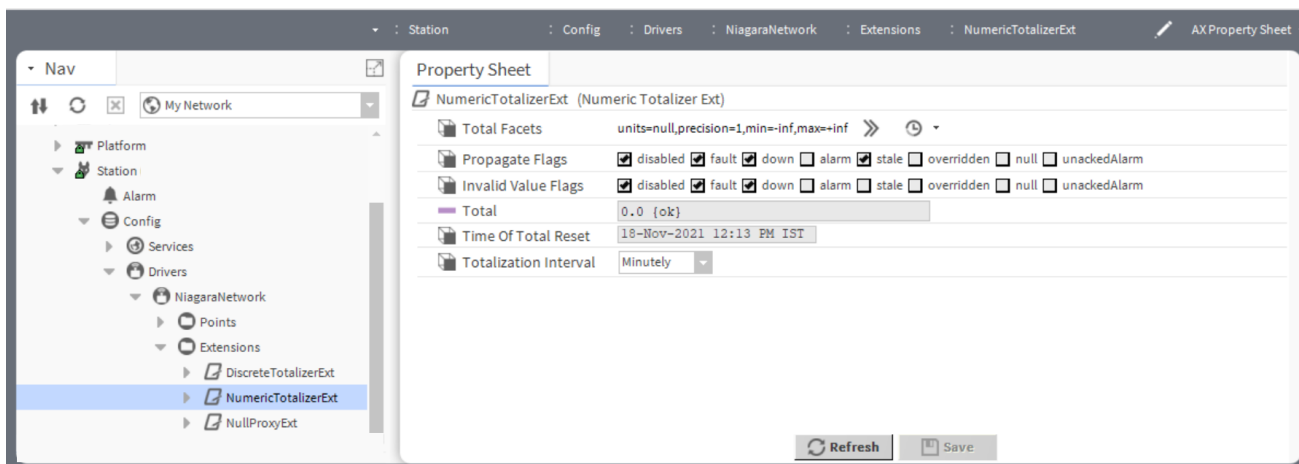 Station : Config : Drivers : NiagaraNetwork : Extensions : NumericTotalizerExt AX Property Sheet
Nav
My Network
Platform
Station
Alarm
Config
Services
Drivers
NiagaraNetwork
Points
Extensions
DiscreteTotalizerExt
NumericTotalizerExt
NullProxyExt
Property Sheet
NumericTotalizerExt (Numeric Totalizer Ext)
Total Facets units=null,precision=1,min=-inf,max=+inf
Propagate Flags disabled fault down alarm stale overridden null unackedAlarm
Invalid Value Flags disabled fault down alarm stale overridden null unackedAlarm
Total 0.0 {ok}
Time Of Total Reset 18-Nov-2021 12:13 PM IST
Totalization Interval Minutely
Refresh Save